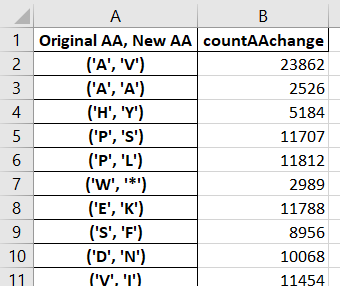 A B
1 Original AA, New AA countAAchange
2 ('A', 'V') 23862
3 ('A', 'A') 2526
4 ('H', 'Y') 5184
5 ('P', 'S') 11707
6 ('P', 'L') 11812
7 ('W', '*') 2989
8 ('E', 'K') 11788
9 ('S', 'F') 8956
10 ('D', 'N') 10068
11 ('V', 'I') 11454